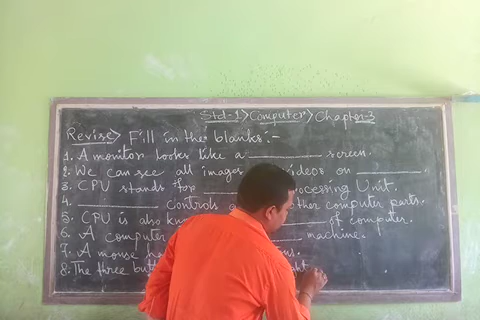 Std-1> Computer> Chapter-3
Revise> Fill in the blanks:-
1. A monitor looks like a ________ screen.
2. We can see all images videos on ________.
3. CPU stands for ________ Processing Unit.
4. ________ controls other computer parts.
5. CPU is also ________ of computer.
6. A computer ________ machine.
7. A mouse
8. The three